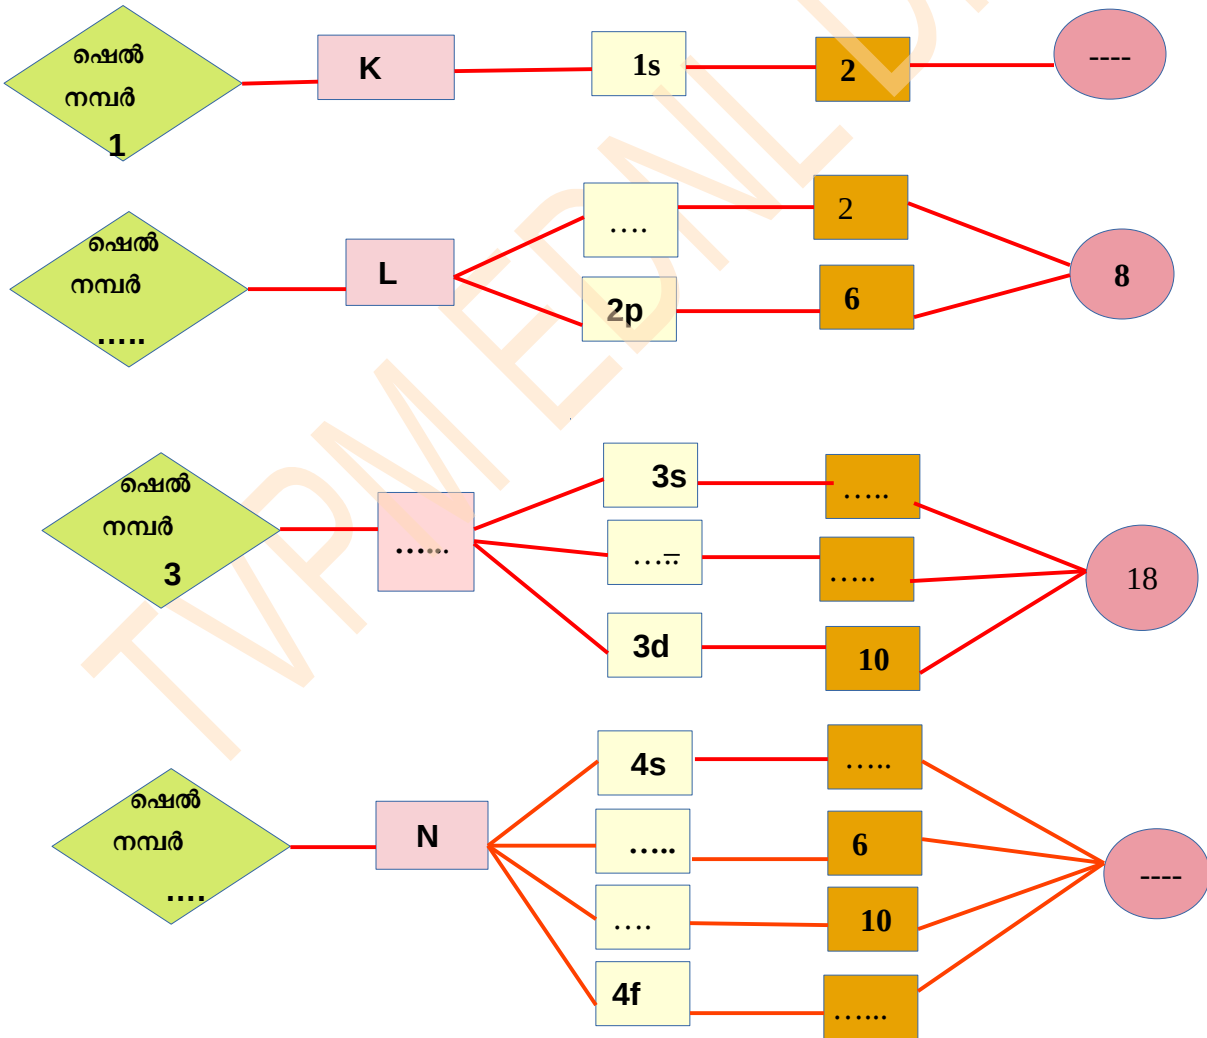 ഷെൽ
നമ്പർ
1
K
1s
2
----
ഷെൽ
നമ്പർ
…..
L
….
2
2p
6
8
ഷെൽ
നമ്പർ
3
…...
3s
…..
…..
…..
3d
10
18
ഷെൽ
നമ്പർ
….
N
4s
…..
…..
6
….
10
4f
…...
----
TVPM EDNL D